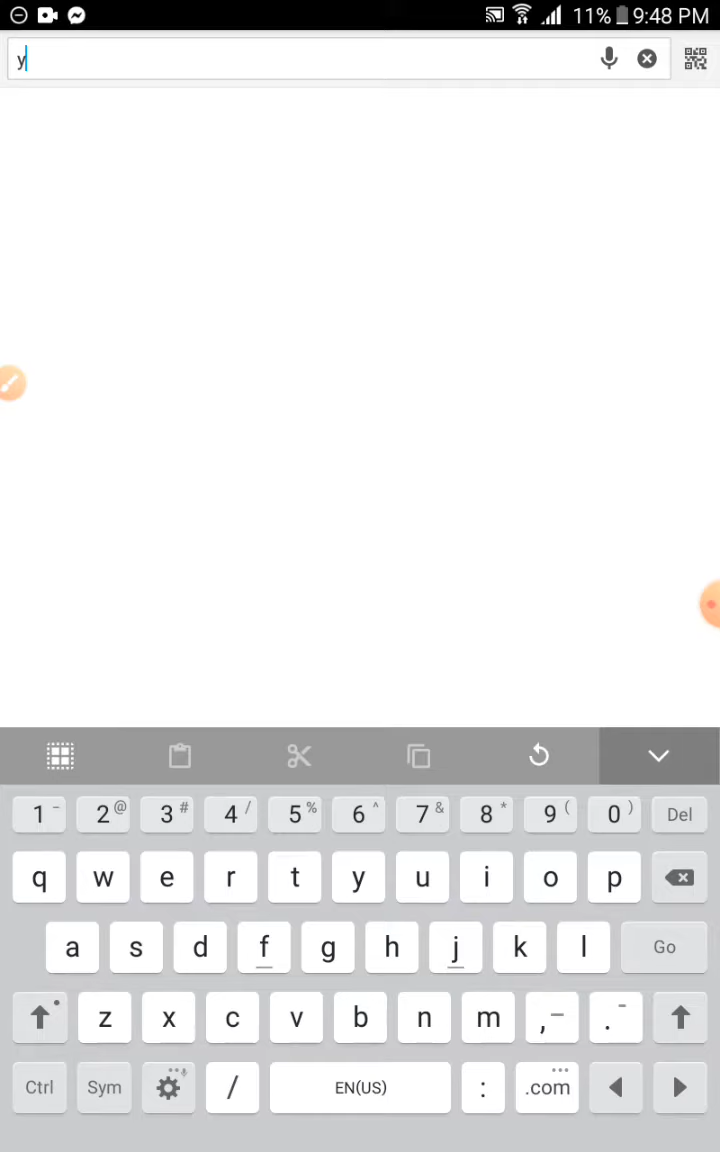 11% 9:48 PM
y
1 - 2 @ 3 # 4 / 5 % 6 ^ 7 & 8 * 9 ( 0 ) Del
q w e r t y u i o p
a s d f g h j k l Go
z x c v b n m , - . -
Ctrl Sym / EN(US) : .com